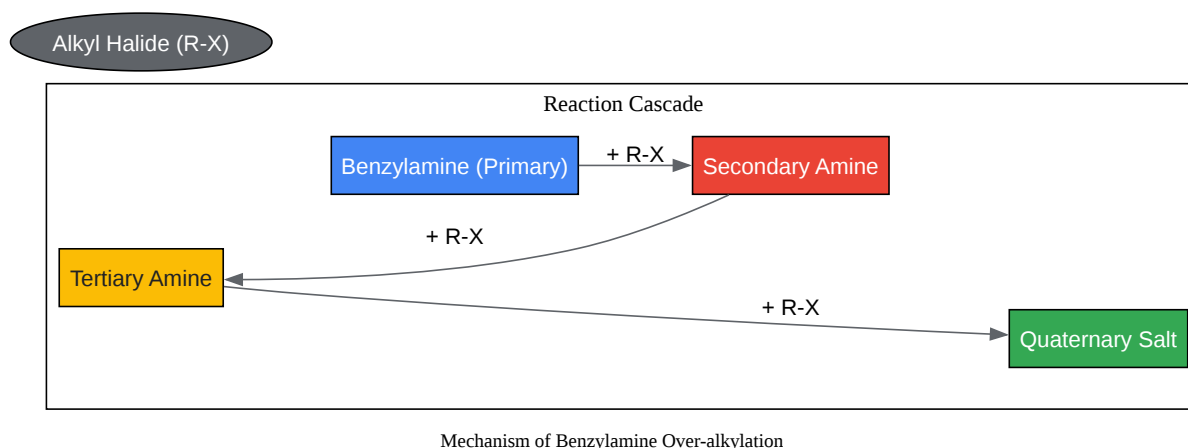 Alkyl Halide (R-X)
Reaction Cascade
Benzylamine (Primary)
+ R-X
Secondary Amine
+ R-X
Tertiary Amine
+ R-X
Quaternary Salt
Mechanism of Benzylamine Over-alkylation